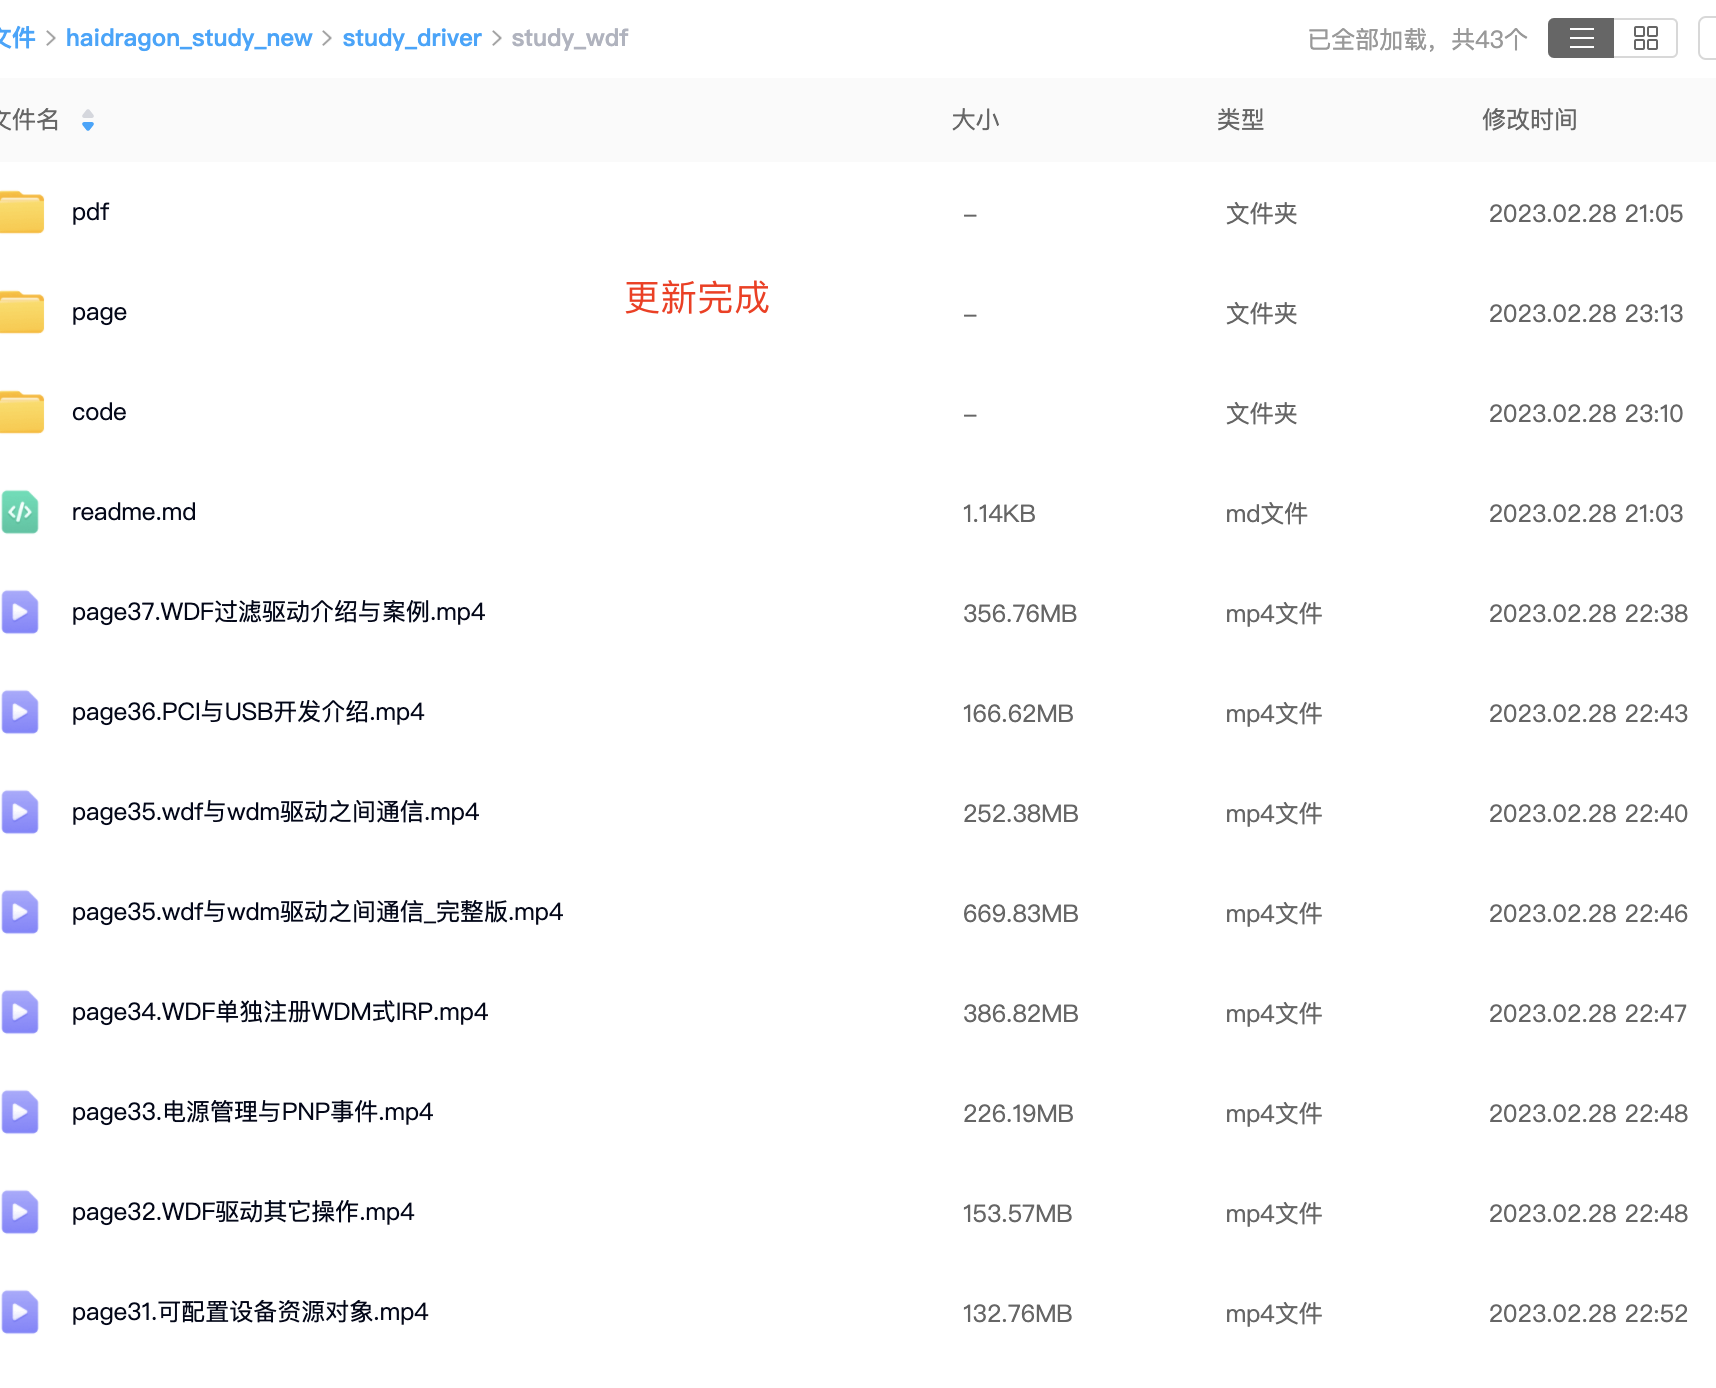 文件 > haidragon_study_new > study_driver > study_wdf 已全部加载，共43个
文件名 大小 类型 修改时间
pdf – 文件夹 2023.02.28 21:05
更新完成
page – 文件夹 2023.02.28 23:13
code – 文件夹 2023.02.28 23:10
readme.md 1.14KB md文件 2023.02.28 21:03
page37.WDF过滤驱动介绍与案例.mp4 356.76MB mp4文件 2023.02.28 22:38
page36.PCI与USB开发介绍.mp4 166.62MB mp4文件 2023.02.28 22:43
page35.wdf与wdm驱动之间通信.mp4 252.38MB mp4文件 2023.02.28 22:40
page35.wdf与wdm驱动之间通信_完整版.mp4 669.83MB mp4文件 2023.02.28 22:46
page34.WDF单独注册WDM式IRP.mp4 386.82MB mp4文件 2023.02.28 22:47
page33.电源管理与PNP事件.mp4 226.19MB mp4文件 2023.02.28 22:48
page32.WDF驱动其它操作.mp4 153.57MB mp4文件 2023.02.28 22:48
page31.可配置设备资源对象.mp4 132.76MB mp4文件 2023.02.28 22:52